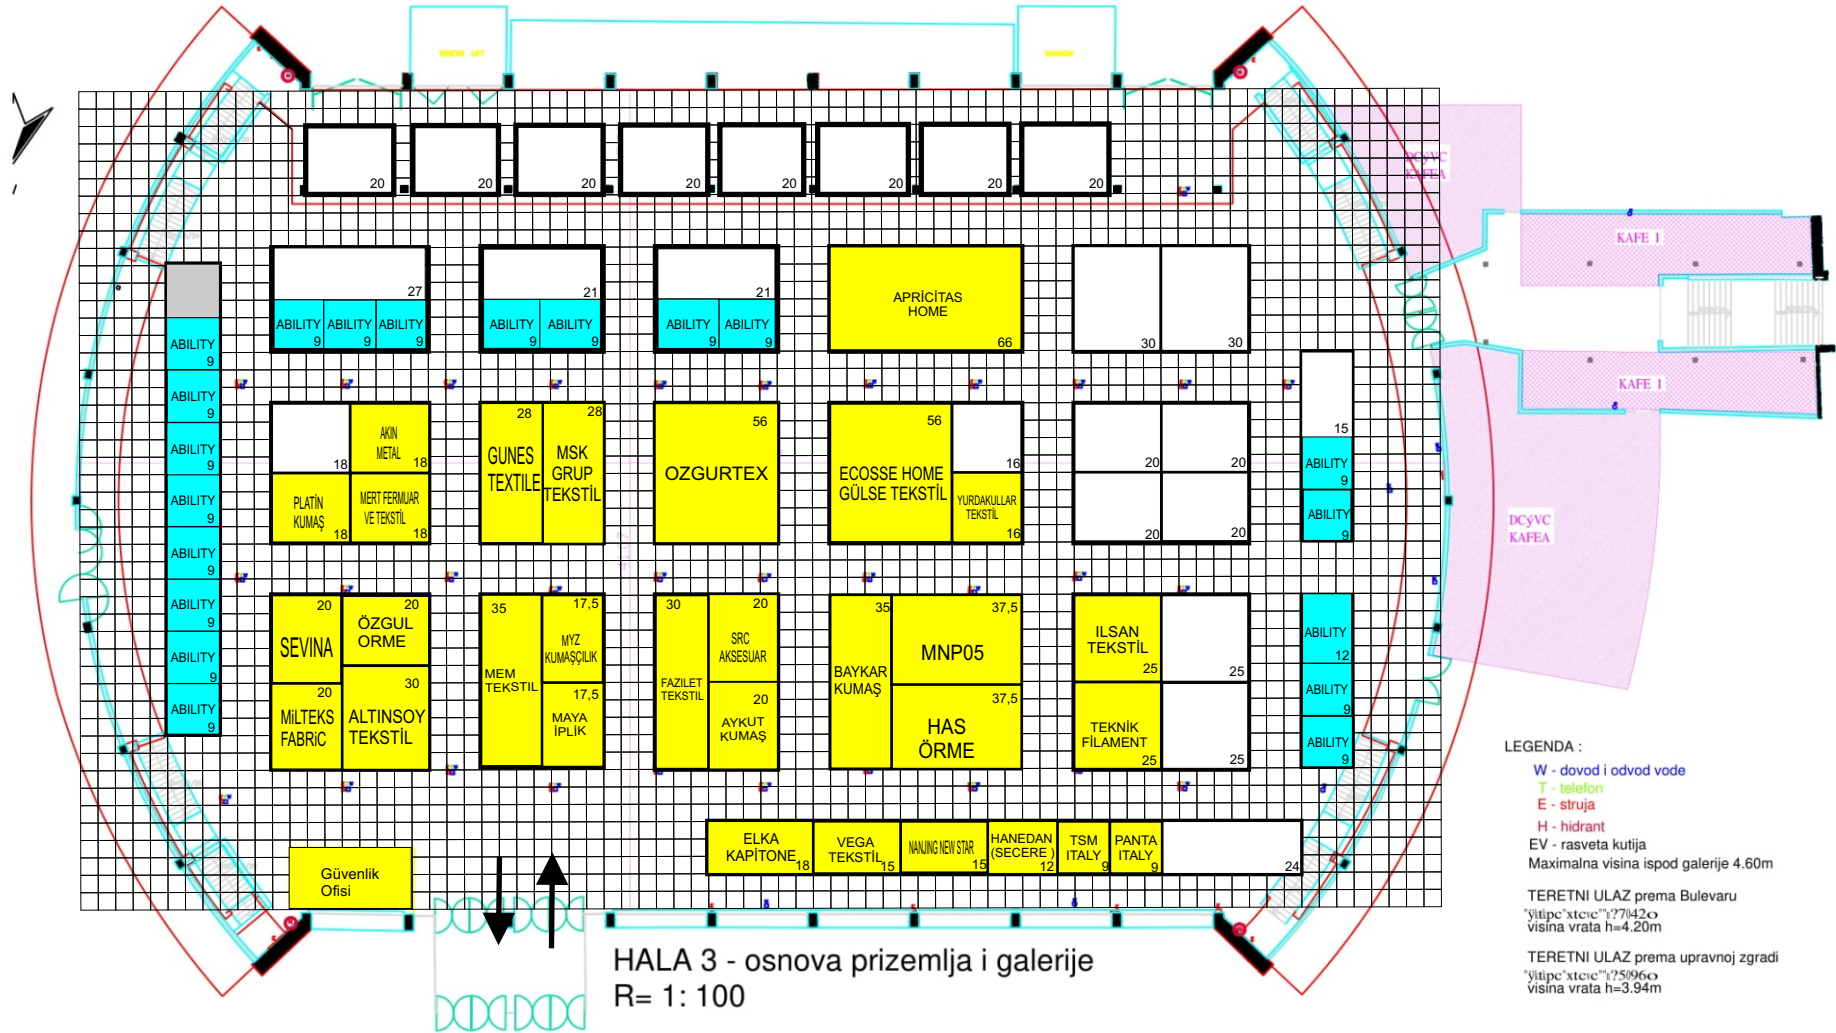 TERETNI LIFT
MAGACIN
20
20
20
20
20
20
20
20
KAFEA
KAFE 1
KAFE 1
KAFEA
27
ABILITY
9
ABILITY
9
ABILITY
9
21
ABILITY
9
ABILITY
9
21
ABILITY
9
ABILITY
9
APRİCİTAS
HOME
66
30
30
ABILITY
9
ABILITY
9
ABILITY
9
ABILITY
9
ABILITY
9
ABILITY
9
ABILITY
9
ABILITY
9
18
AKIN
METAL
18
PLATİN
KUMAŞ
18
MERT FERMUAR
VE TEKSTİL
18
28
GUNES
TEXTILE
28
MSK
GRUP
TEKSTİL
56
OZGURTEX
56
ECOSSE HOME
GÜLSE TEKSTİL
16
YURDAKULLAR
TEKSTİL
16
20
20
20
20
15
ABILITY
9
ABILITY
9
20
SEVINA
20
ÖZGUL
ORME
20
MiLTEKS
FABRiC
30
ALTINSOY
TEKSTİL
35
MEM
TEKSTIL
17,5
MYZ
KUMAŞÇILIK
17,5
MAYA
İPLİK
30
FAZILET
TEKSTIL
20
SRC
AKSESUAR
20
AYKUT
KUMAŞ
35
BAYKAR
KUMAŞ
37,5
MNP05
37,5
HAS
ÖRME
ILSAN
TEKSTİL
25
25
TEKNİK
FİLAMENT
25
25
ABILITY
12
ABILITY
9
ABILITY
9
ELKA
KAPİTONE
18
VEGA
TEKSTİL
15
NANJING NEW STAR
15
HANEDAN
(SECERE )
12
TSM
ITALY
9
PANTA
ITALY
9
24
Güvenlik
Ofisi
HALA 3 - osnova prizemlja i galerije
R= 1: 100
LEGENDA :
W - dovod i odvod vode
T - telefon
E - struja
H - hidrant
EV - rasveta kutija
Maximalna visina ispod galerije 4.60m
TERETNI ULAZ prema Bulevaru
visina vrata h=4.20m
TERETNI ULAZ prema upravnoj zgradi
visina vrata h=3.94m